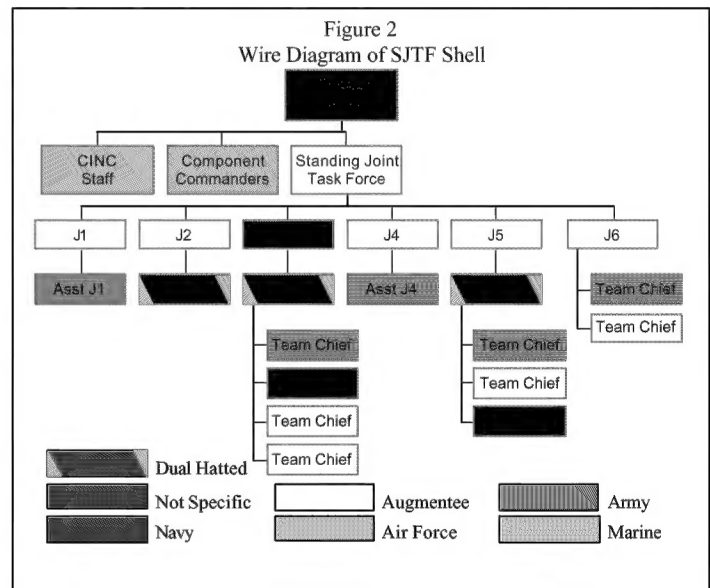 Figure 2
Wire Diagram of SJTF Shell
CINC
Staff
Component
Commanders
Standing Joint
Task Force
J1
J2
J4
J5
J6
Asst J1
Asst J4
Team Chief
Team Chief
Team Chief
Team Chief
Team Chief
Team Chief
Team Chief
Dual Hatted
Not Specific
Augmentee
Army
Navy
Air Force
Marine